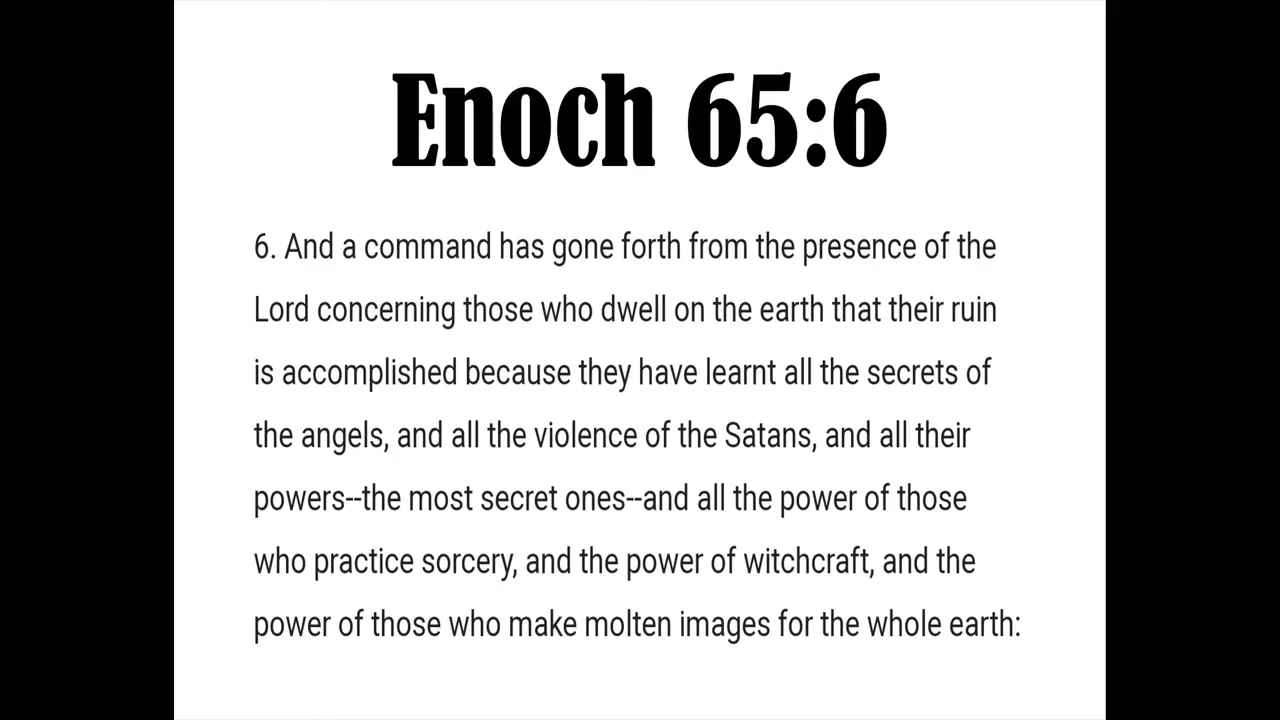 Enoch 65:6
6. And a command has gone forth from the presence of the
Lord concerning those who dwell on the earth that their ruin
is accomplished because they have learnt all the secrets of
the angels, and all the violence of the Satans, and all their
powers--the most secret ones--and all the power of those
who practice sorcery, and the power of witchcraft, and the
power of those who make molten images for the whole earth: